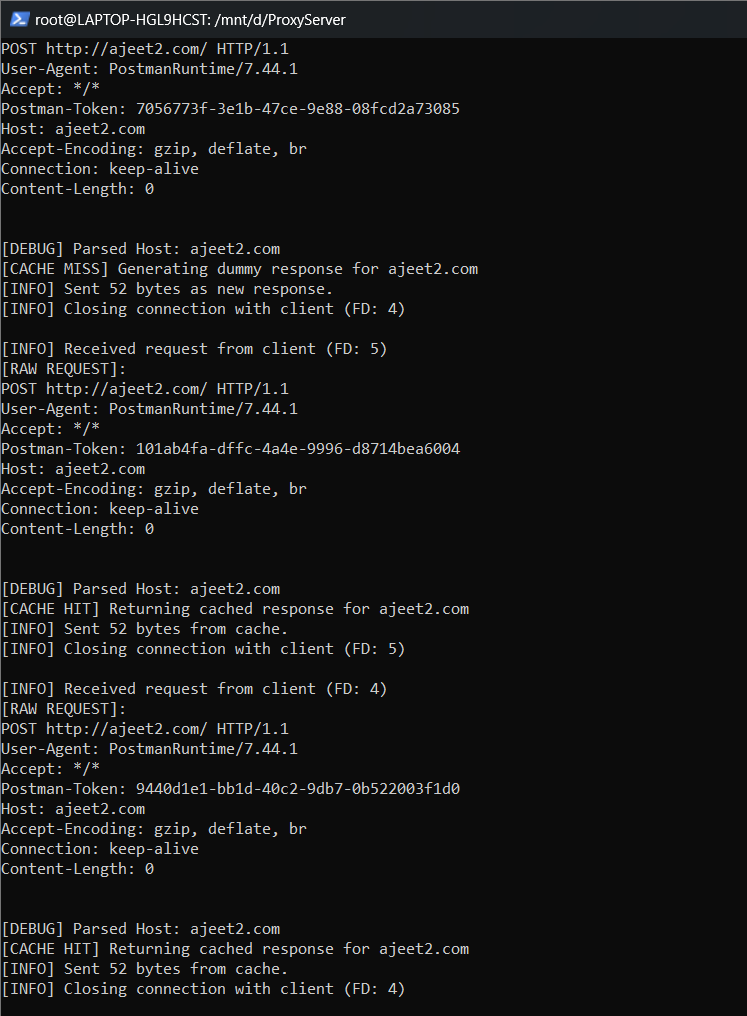 root@LAPTOP-HGL9HCST: /mnt/d/ProxyServer
POST http://ajeet2.com/ HTTP/1.1
User-Agent: PostmanRuntime/7.44.1
Accept: */*
Postman-Token: 7056773f-3e1b-47ce-9e88-08fcd2a73085
Host: ajeet2.com
Accept-Encoding: gzip, deflate, br
Connection: keep-alive
Content-Length: 0
[DEBUG] Parsed Host: ajeet2.com
[CACHE MISS] Generating dummy response for ajeet2.com
[INFO] Sent 52 bytes as new response.
[INFO] Closing connection with client (FD: 4)
[INFO] Received request from client (FD: 5)
[RAW REQUEST]:
POST http://ajeet2.com/ HTTP/1.1
User-Agent: PostmanRuntime/7.44.1
Accept: */*
Postman-Token: 101ab4fa-dffc-4a4e-9996-d8714bea6004
Host: ajeet2.com
Accept-Encoding: gzip, deflate, br
Connection: keep-alive
Content-Length: 0
[DEBUG] Parsed Host: ajeet2.com
[CACHE HIT] Returning cached response for ajeet2.com
[INFO] Sent 52 bytes from cache.
[INFO] Closing connection with client (FD: 5)
[INFO] Received request from client (FD: 4)
[RAW REQUEST]:
POST http://ajeet2.com/ HTTP/1.1
User-Agent: PostmanRuntime/7.44.1
Accept: */*
Postman-Token: 9440d1e1-bb1d-40c2-9db7-0b522003f1d0
Host: ajeet2.com
Accept-Encoding: gzip, deflate, br
Connection: keep-alive
Content-Length: 0
[DEBUG] Parsed Host: ajeet2.com
[CACHE HIT] Returning cached response for ajeet2.com
[INFO] Sent 52 bytes from cache.
[INFO] Closing connection with client (FD: 4)